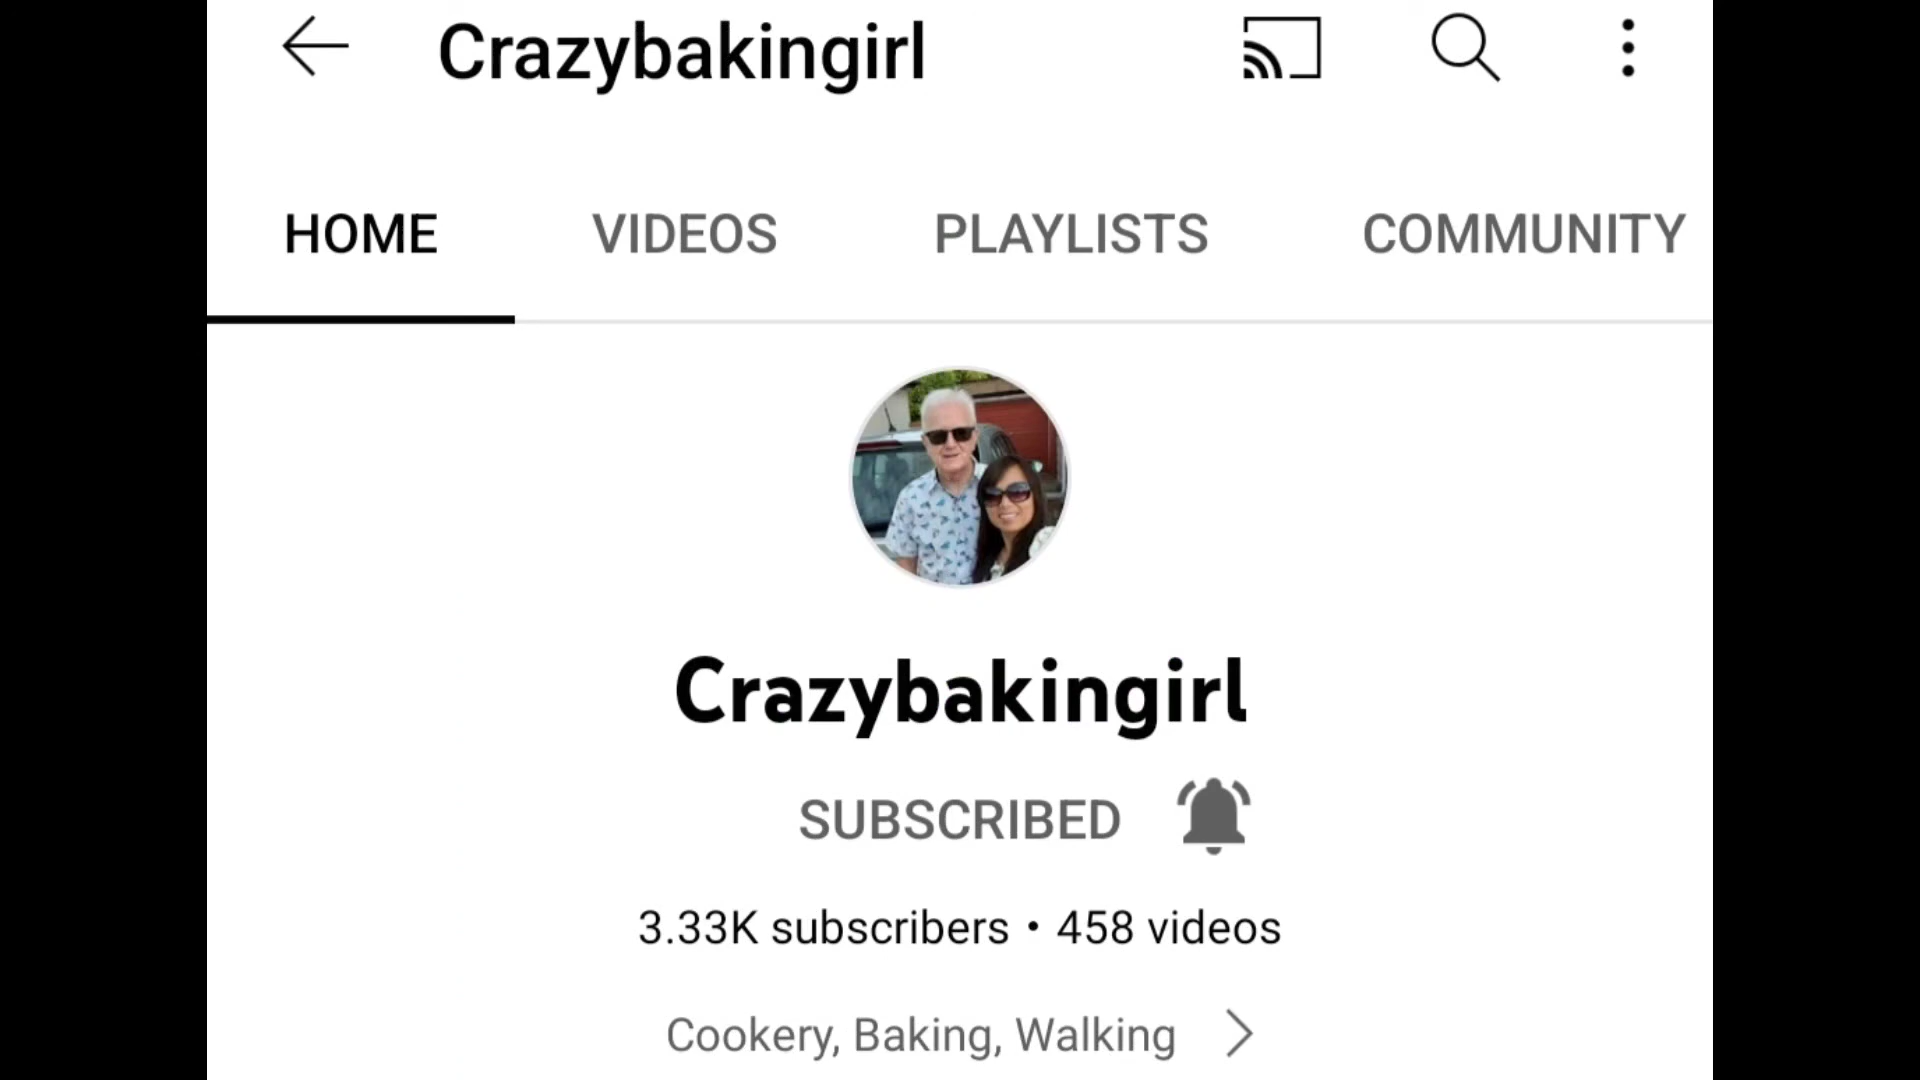 Crazybakingirl
HOME VIDEOS PLAYLISTS COMMUNITY
Crazybakingirl
SUBSCRIBED
3.33K subscribers • 458 videos
Cookery, Baking, Walking